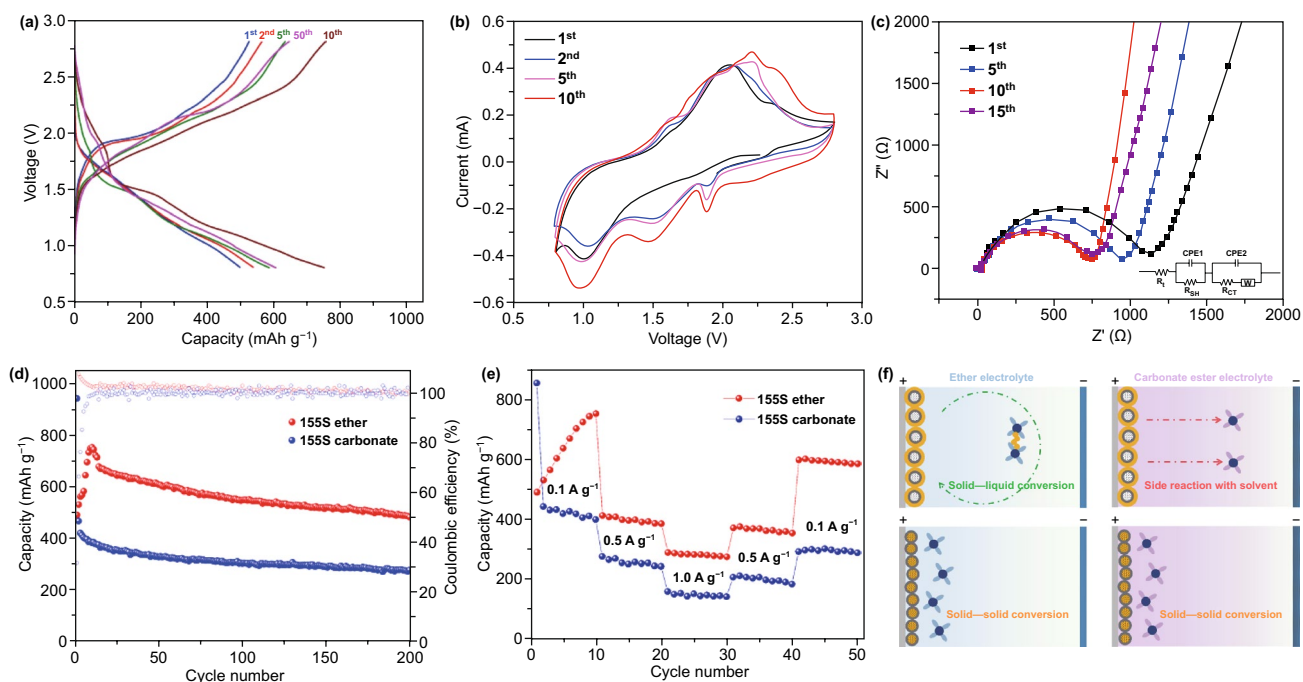 (a)
3.0
2.5
2.0
1.5
1.0
0.5
Voltage (V)
1st 2nd 5th 50th 10th
0 200 400 600 800 1000
Capacity (mAh g−1)
(b)
0.6
0.4
0.2
0.0
−0.2
−0.4
−0.6
Current (mA)
1st
2nd
5th
10th
0.5 1.0 1.5 2.0 2.5 3.0
Voltage (V)
(c)
2000
1500
1000
500
0
Z" (Ω)
1st
5th
10th
15th
CPE1 CPE2
Rt
RSH RCT W
0 500 1000 1500 2000
Z' (Ω)
(d)
1000
800
600
400
200
0
Capacity (mAh g−1)
155S ether
155S carbonate
100
80
60
40
20
0
Coulombic efficiency (%)
0 50 100 150 200
Cycle number
(e)
800
600
400
200
0
Capacity (mAh g−1)
155S ether
155S carbonate
0.1 A g−1
0.5 A g−1
1.0 A g−1
0.5 A g−1
0.1 A g−1
0 10 20 30 40 50
Cycle number
(f)
Ether electrolyte
+ −
Solid—liquid conversion
Carbonate ester electrolyte
+ −
Side reaction with solvent
+ −
Solid—solid conversion
+ −
Solid—solid conversion